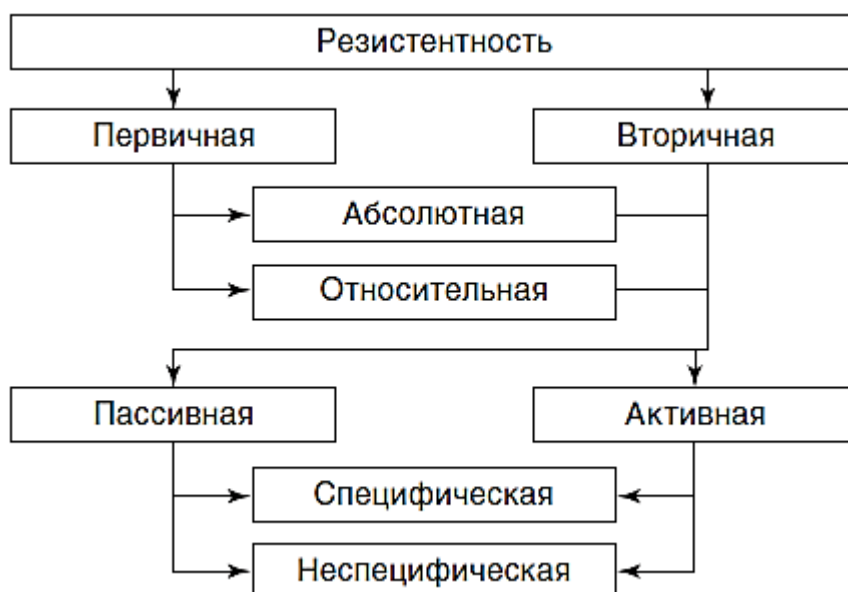 Резистентность
Первичная
Вторичная
Абсолютная
Относительная
Пассивная
Активная
Специфическая
Неспецифическая